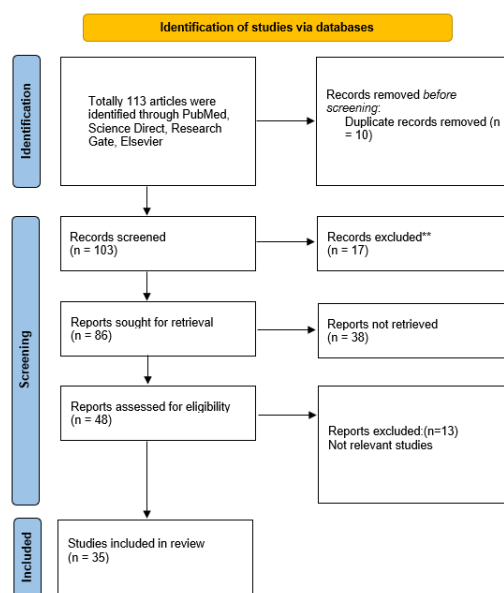 Identification of studies via databases
Identification
Totally 113 articles were
identified through PubMed,
Science Direct, Research
Gate, Elsevier
Records removed before
screening:
Duplicate records removed (n
= 10)
Screening
Records screened
(n = 103)
Records excluded**
(n = 17)
Reports sought for retrieval
(n = 86)
Reports not retrieved
(n = 38)
Reports assessed for eligibility
(n = 48)
Reports excluded:(n=13)
Not relevant studies
Included
Studies included in review
(n = 35)